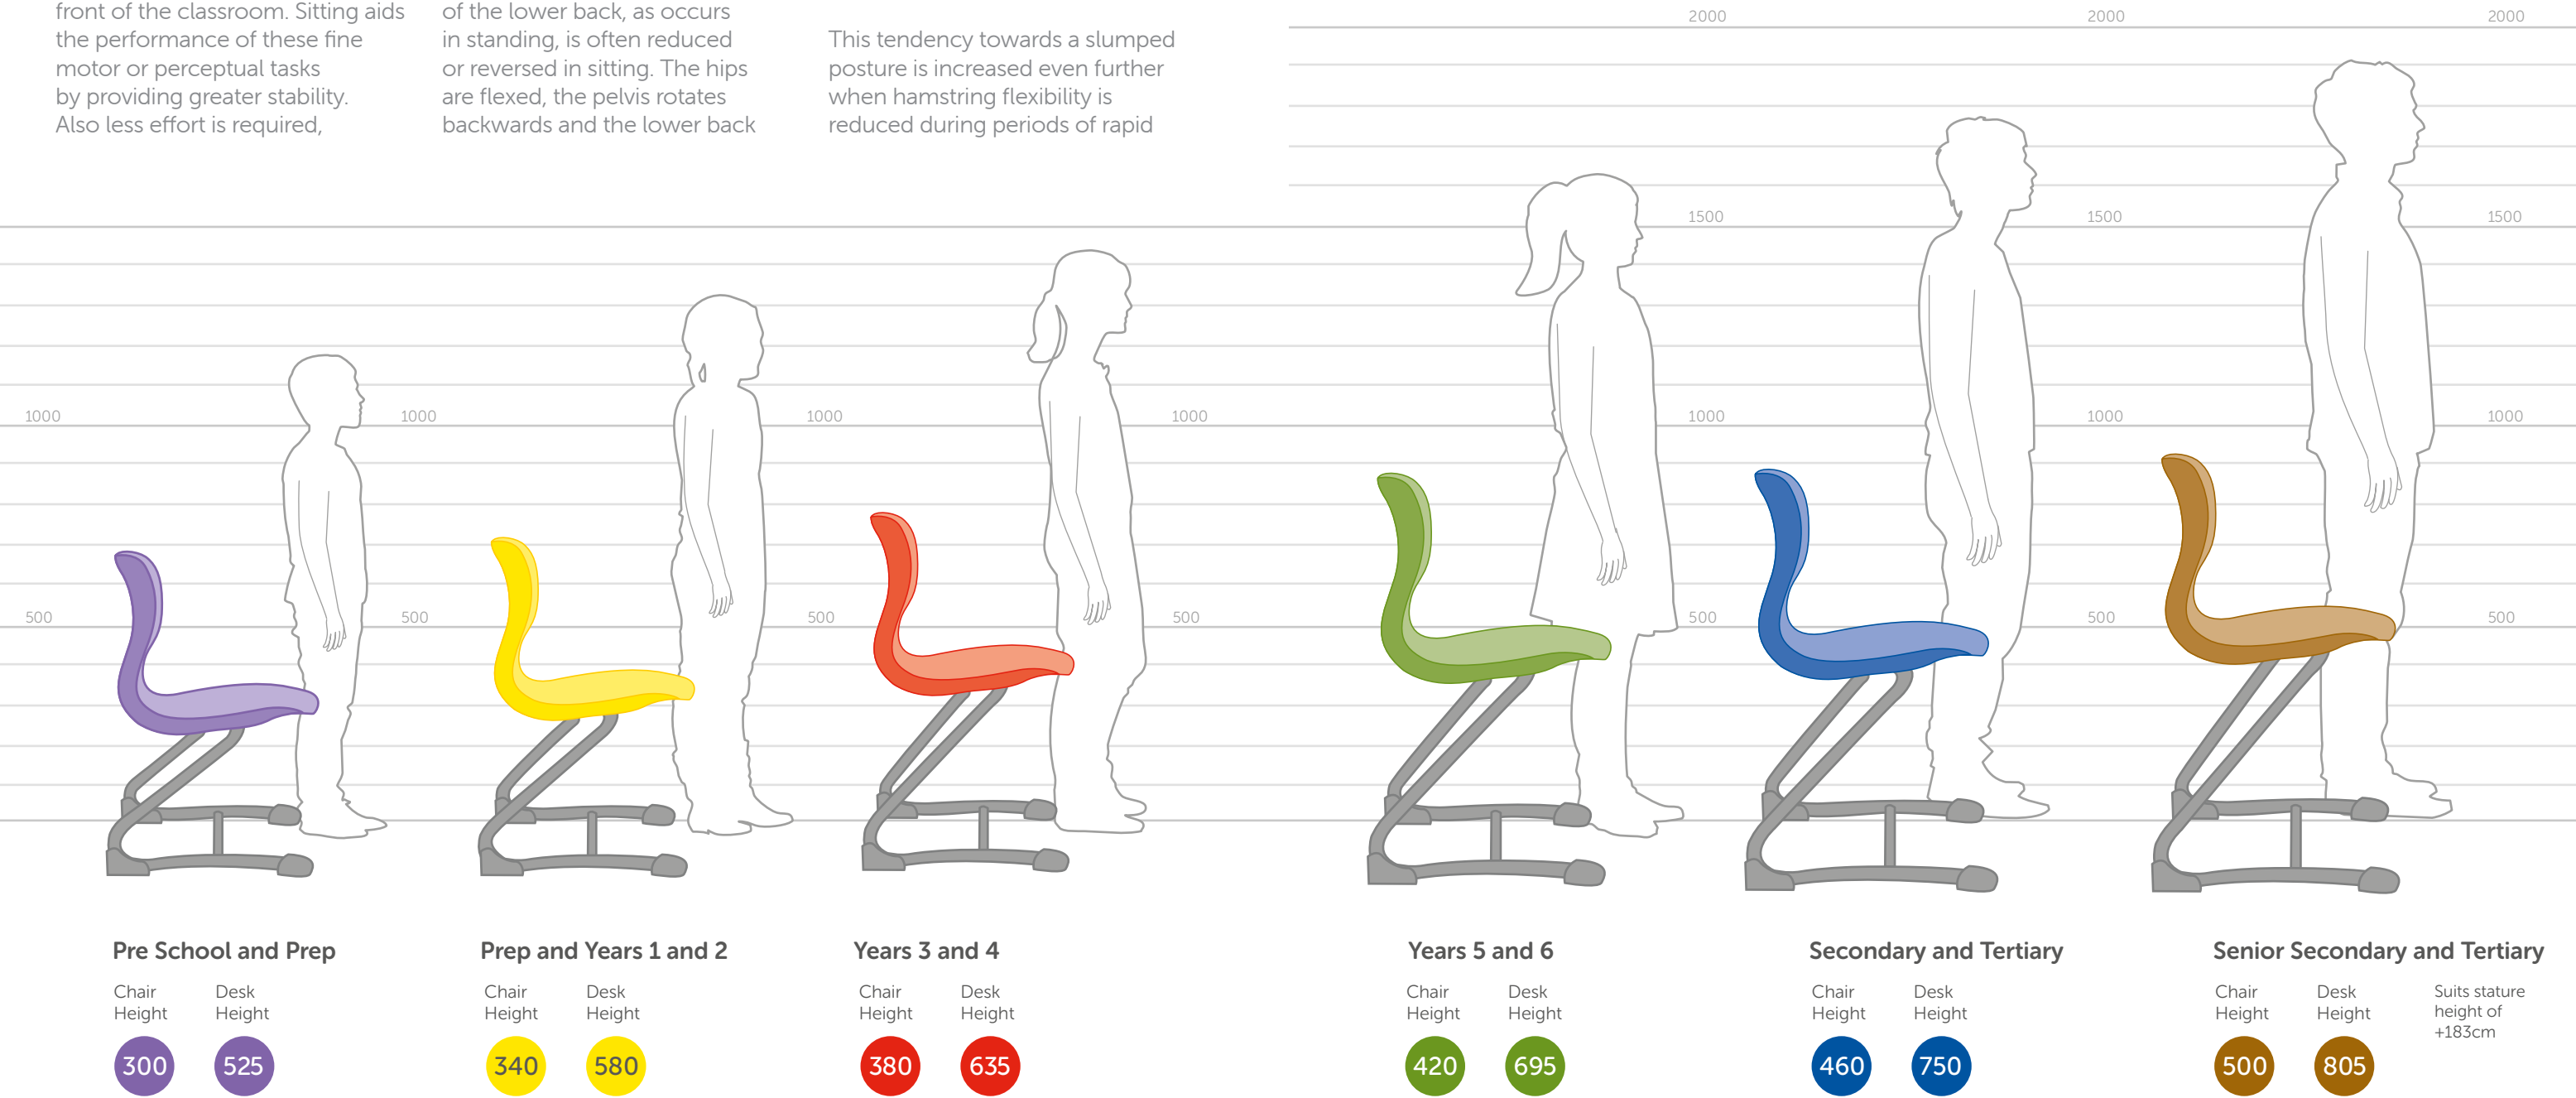 front of the classroom. Sitting aids
the performance of these fine
motor or perceptual tasks
by providing greater stability.
Also less effort is required,
of the lower back, as occurs
in standing, is often reduced
or reversed in sitting. The hips
are flexed, the pelvis rotates
backwards and the lower back
This tendency towards a slumped
posture is increased even further
when hamstring flexibility is
reduced during periods of rapid
2000 2000 2000
1500 1500 1500
1000 1000 1000 1000 1000 1000 1000
500 500 500 500 500 500 500
Pre School and Prep
Chair Height
Desk Height
300 525
Prep and Years 1 and 2
Chair Height
Desk Height
340 580
Years 3 and 4
Chair Height
Desk Height
380 635
Years 5 and 6
Chair Height
Desk Height
420 695
Secondary and Tertiary
Chair Height
Desk Height
460 750
Senior Secondary and Tertiary
Chair Height
Desk Height
500 805
Suits stature
height of
+183cm